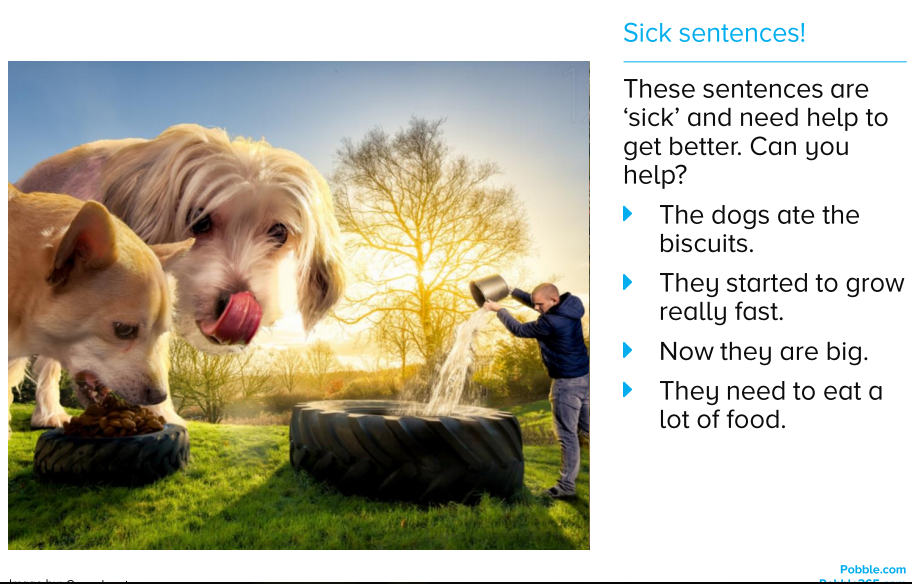 Sick sentences!
These sentences are
‘sick’ and need help to
get better. Can you
help?
The dogs ate the
biscuits.
They started to grow
really fast.
Now they are big.
They need to eat a
lot of food.
Pobble.com